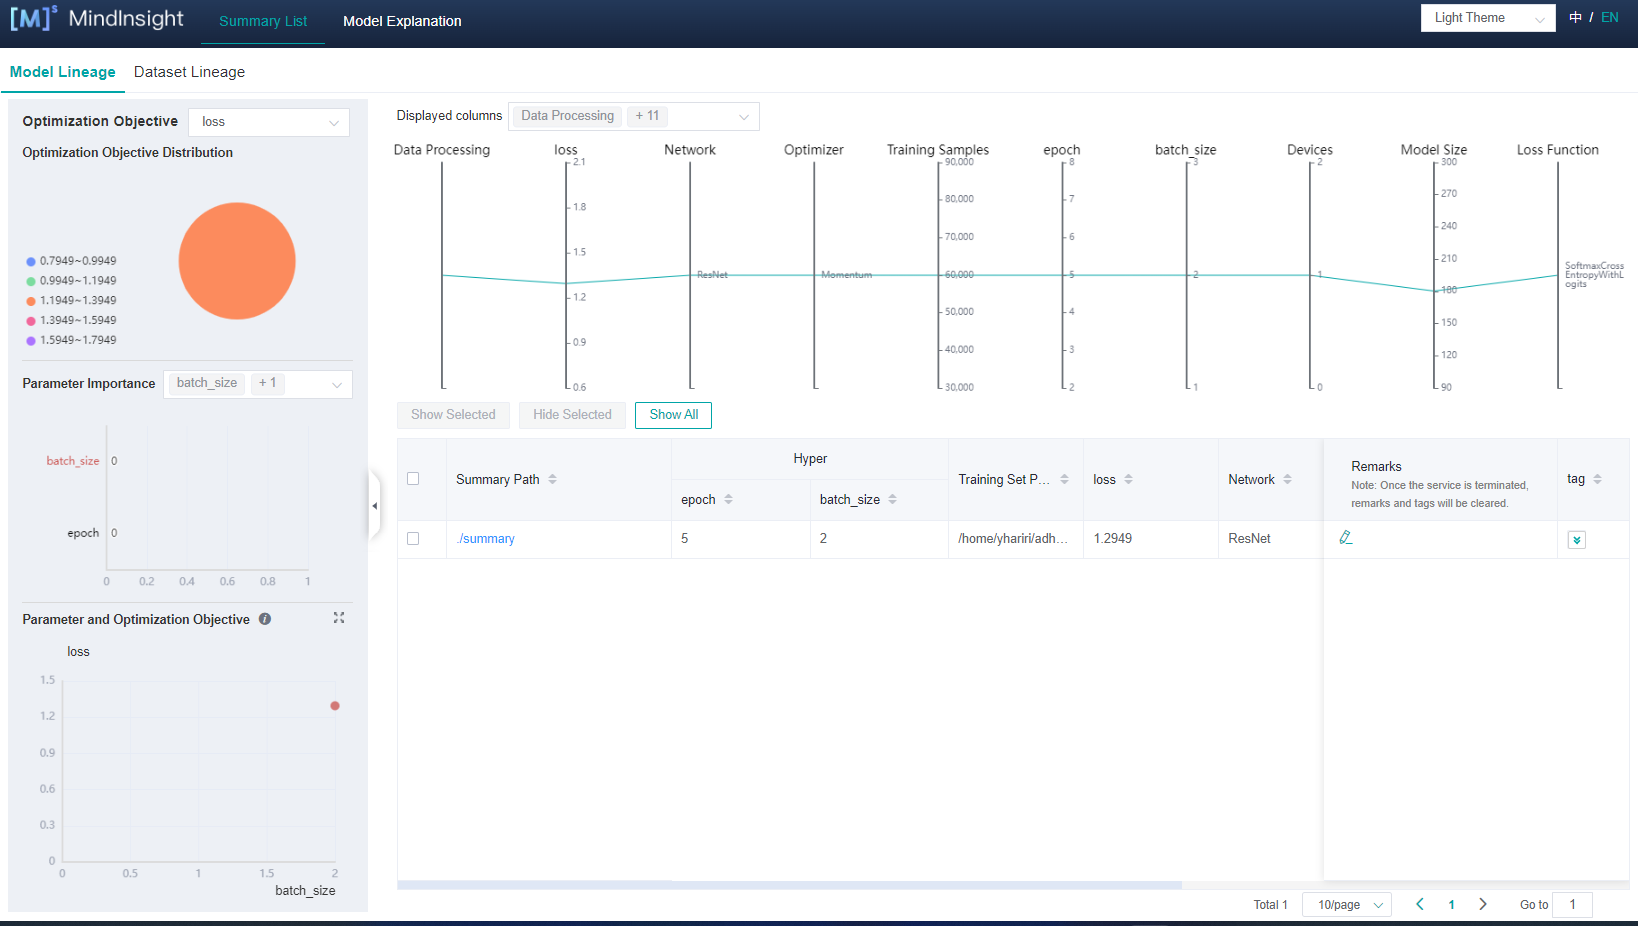 [M]s MindInsight Summary List Model Explanation Light Theme 中 / EN
Model Lineage Dataset Lineage
Optimization Objective loss
Optimization Objective Distribution
0.7949~0.9949
0.9949~1.1949
1.1949~1.3949
1.3949~1.5949
1.5949~1.7949
Parameter Importance batch_size + 1
batch_size 0
epoch 0
0 0.2 0.4 0.6 0.8 1
Parameter and Optimization Objective i
loss
1.5
1.2
0.9
0.6
0.3
0
0 0.5 1 1.5 2
batch_size
Displayed columns Data Processing + 11
Data Processing loss Network Optimizer Training Samples epoch batch_size Devices Model Size Loss Function
2.1 90,000 8 3 2 300
1.8 80,000 7 270
1.5 70,000 6 240
210
ResNet Momentum 60,000 5 2 1 SoftmaxCross
EntropyWithL
ogits
1.2 50,000 4 180
0.9 40,000 3 150
120
0.6 30,000 2 1 0 90
Show Selected Hide Selected Show All
Summary Path Hyper Training Set P... loss Network Remarks tag
epoch batch_size
Note: Once the service is terminated,
remarks and tags will be cleared.
./summary 5 2 /home/yhariri/adh... 1.2949 ResNet
Total 1 10/page 1 Go to 1